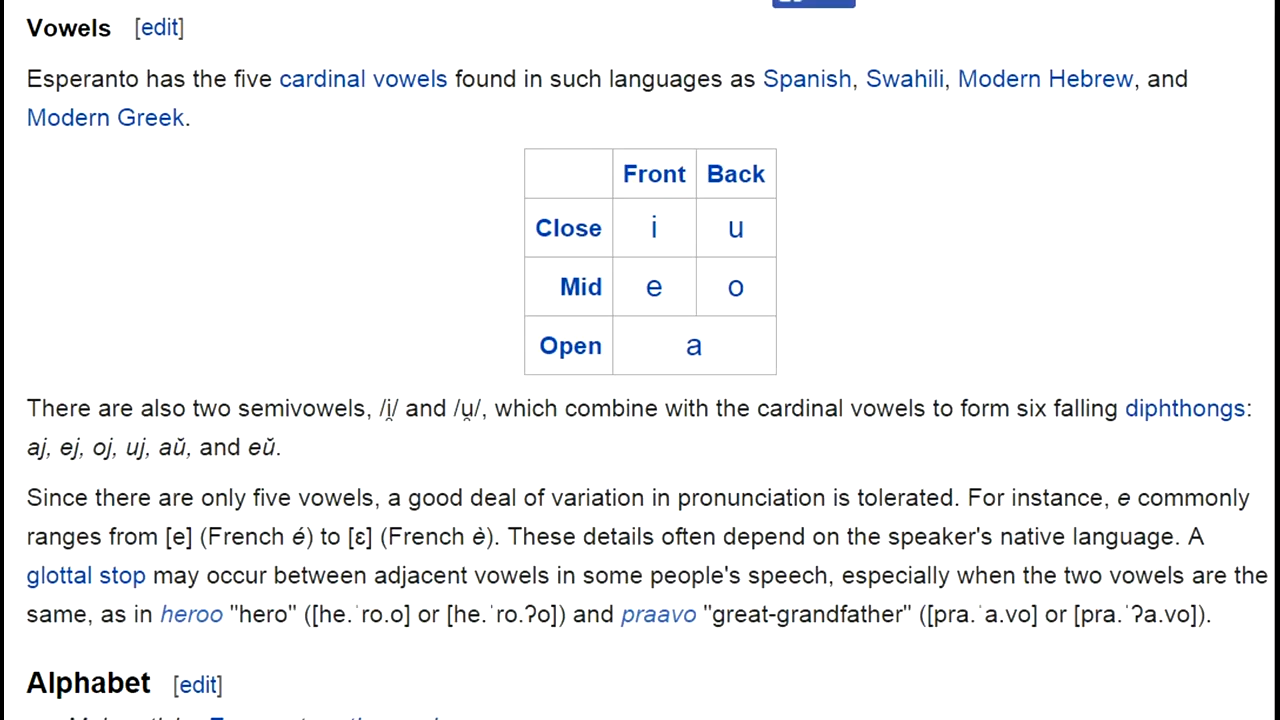 Vowels [edit]
Esperanto has the five cardinal vowels found in such languages as Spanish, Swahili, Modern Hebrew, and
Modern Greek.
Front Back
Close i u
Mid e o
Open a
There are also two semivowels, /i̯/ and /u̯/, which combine with the cardinal vowels to form six falling diphthongs:
aj, ej, oj, uj, aŭ, and eŭ.
Since there are only five vowels, a good deal of variation in pronunciation is tolerated. For instance, e commonly
ranges from [e] (French é) to [ɛ] (French è). These details often depend on the speaker's native language. A
glottal stop may occur between adjacent vowels in some people's speech, especially when the two vowels are the
same, as in heroo "hero" ([he.ˈro.o] or [he.ˈro.ʔo]) and praavo "great-grandfather" ([pra.ˈa.vo] or [pra.ˈʔa.vo]).
Alphabet [edit]